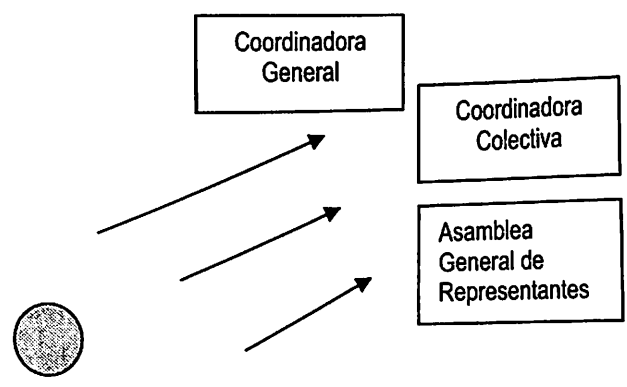 Coordinadora
General
Coordinadora
Colectiva
Asamblea
General de
Representantes